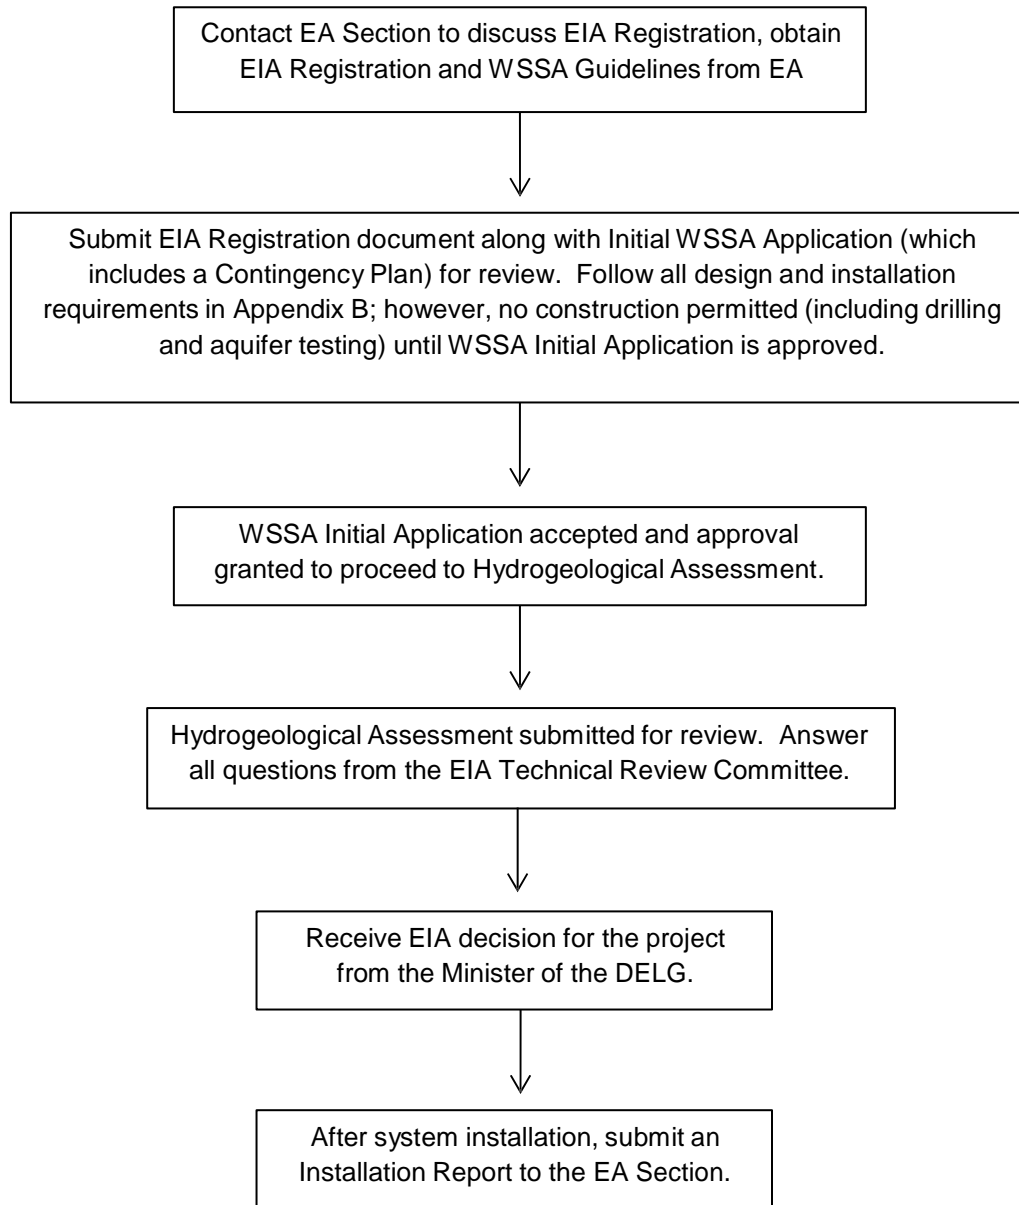 Contact EA Section to discuss EIA Registration, obtain
EIA Registration and WSSA Guidelines from EA
Submit EIA Registration document along with Initial WSSA Application (which
includes a Contingency Plan) for review.  Follow all design and installation
requirements in Appendix B; however, no construction permitted (including drilling
and aquifer testing) until WSSA Initial Application is approved.
WSSA Initial Application accepted and approval
granted to proceed to Hydrogeological Assessment.
Hydrogeological Assessment submitted for review.  Answer
all questions from the EIA Technical Review Committee.
Receive EIA decision for the project
from the Minister of the DELG.
After system installation, submit an
Installation Report to the EA Section.